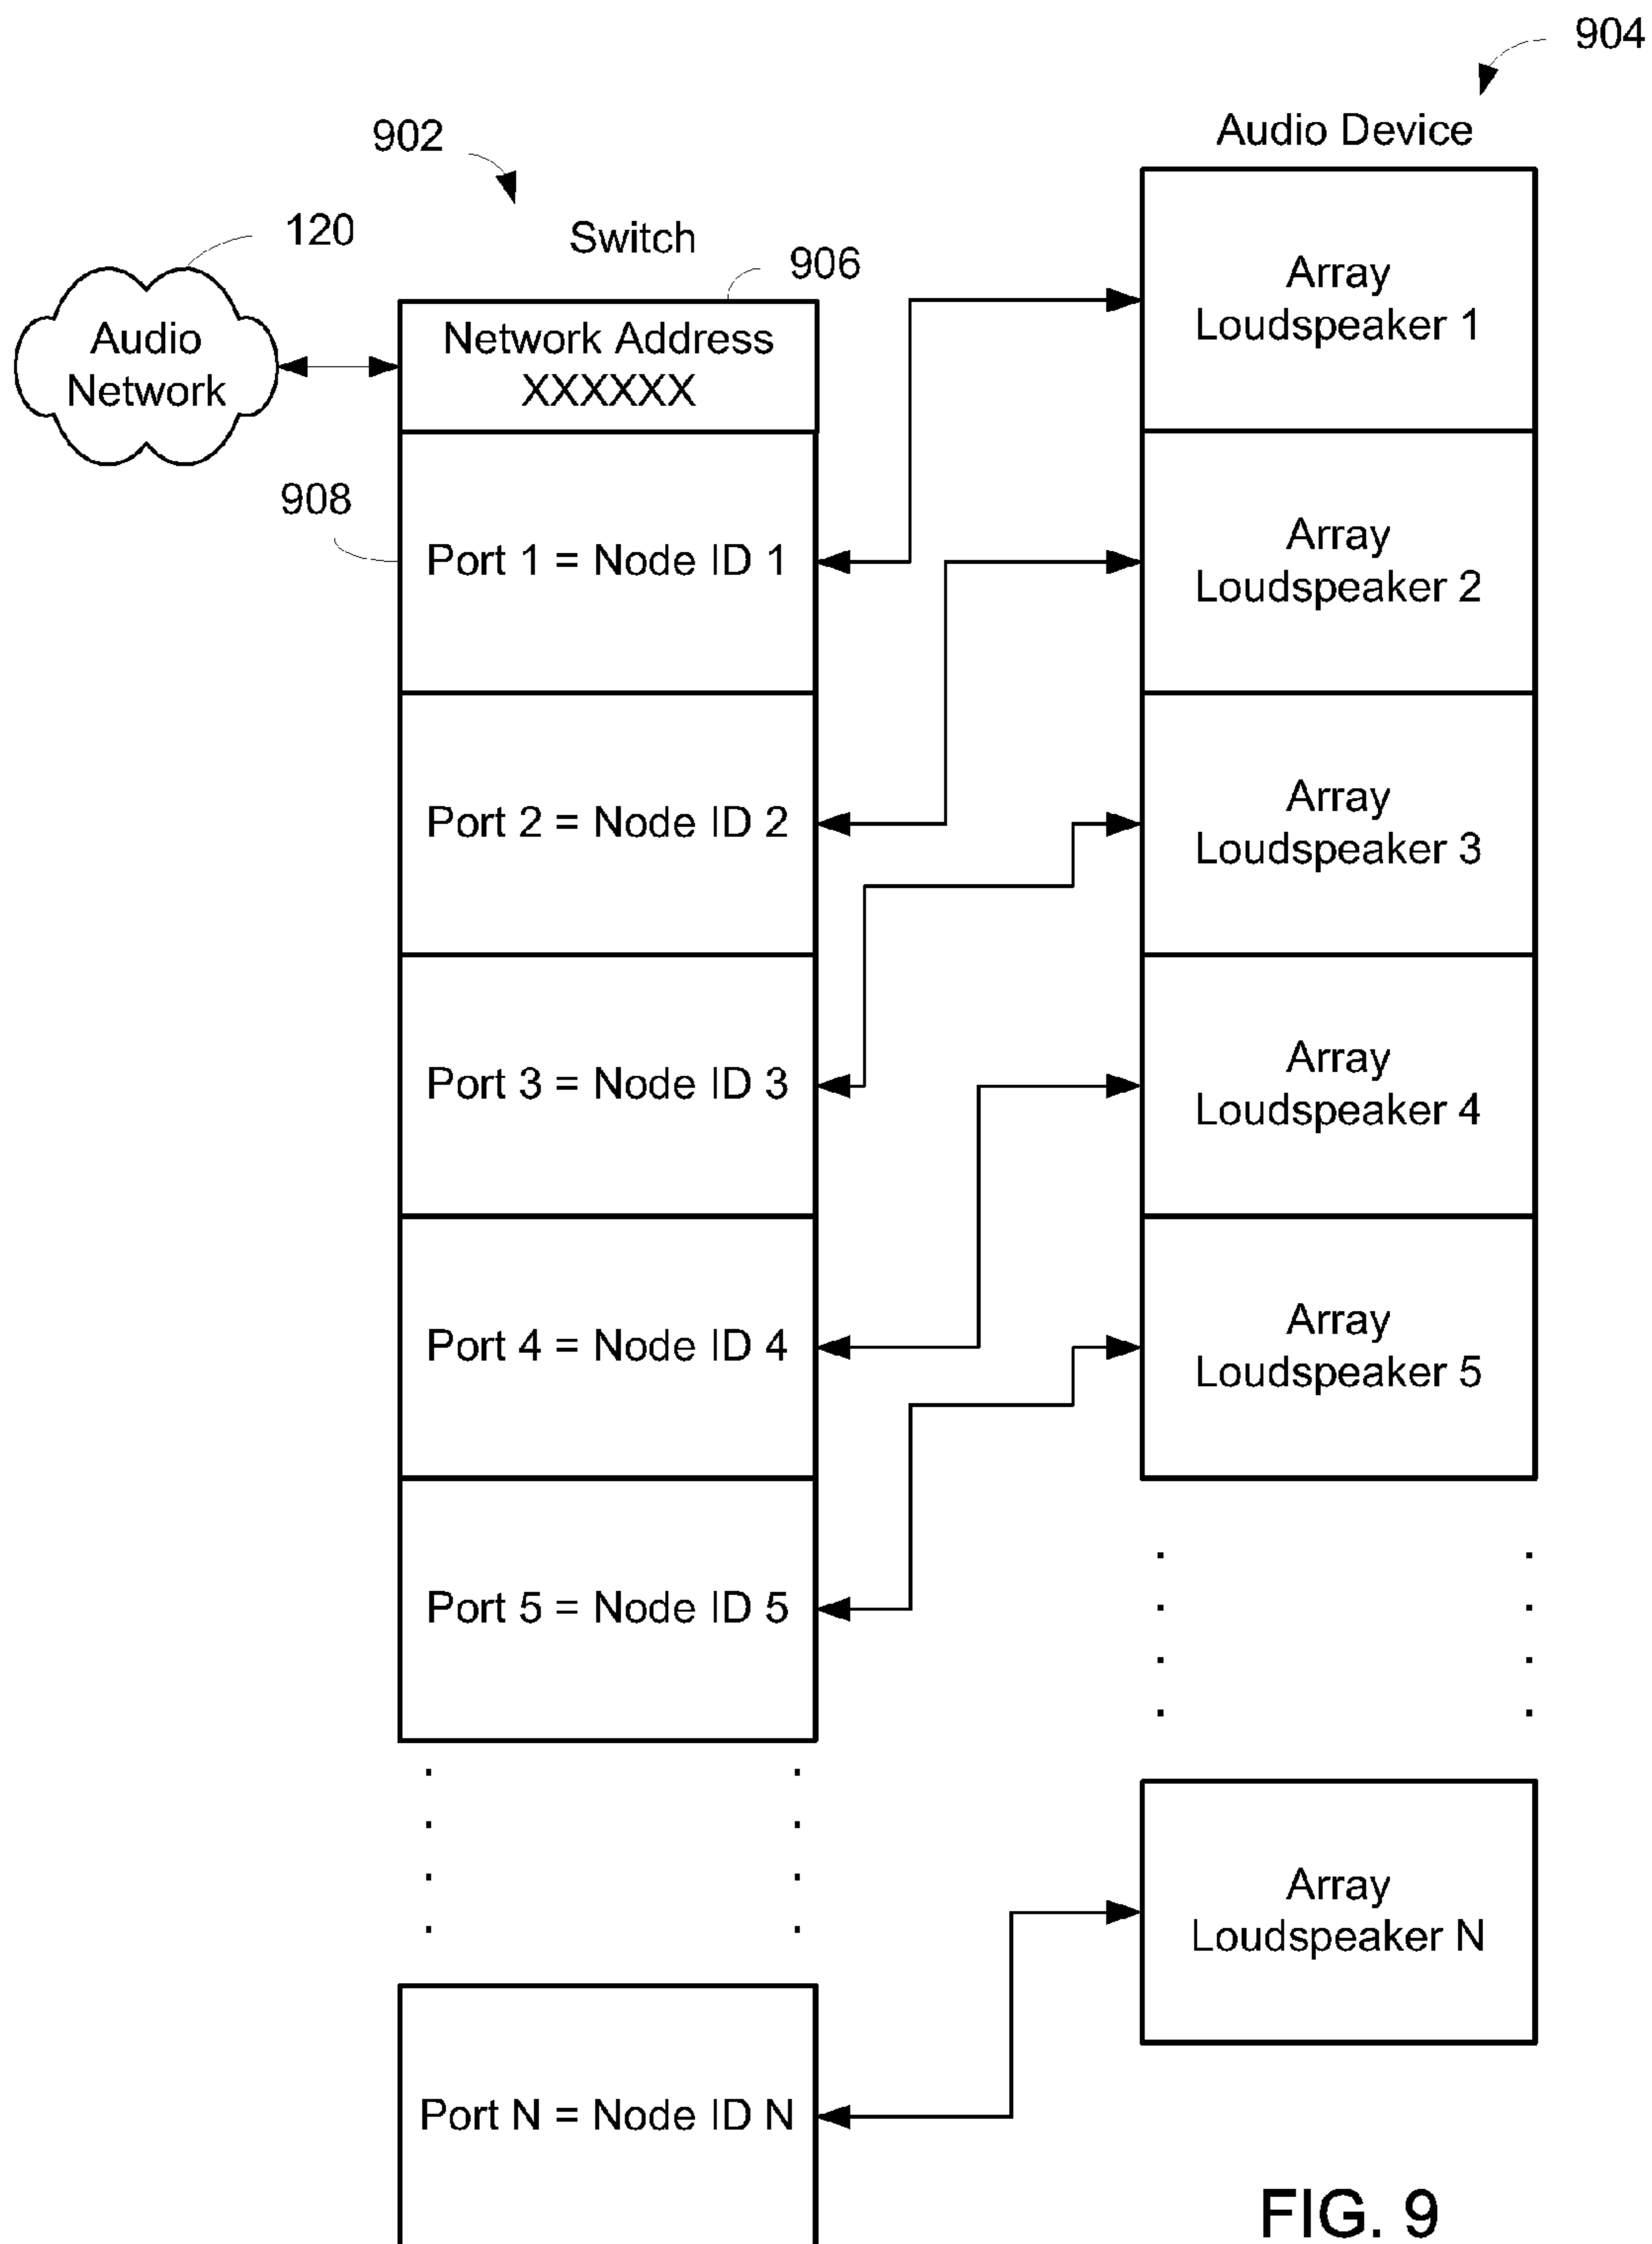 904
Audio Device
902
120
Switch
906
Audio
Network
Network Address
XXXXXX
908
Port 1 = Node ID 1
Port 2 = Node ID 2
Port 3 = Node ID 3
Port 4 = Node ID 4
Port 5 = Node ID 5
Port N = Node ID N
Array
Loudspeaker 1
Array
Loudspeaker 2
Array
Loudspeaker 3
Array
Loudspeaker 4
Array
Loudspeaker 5
Array
Loudspeaker N
FIG. 9